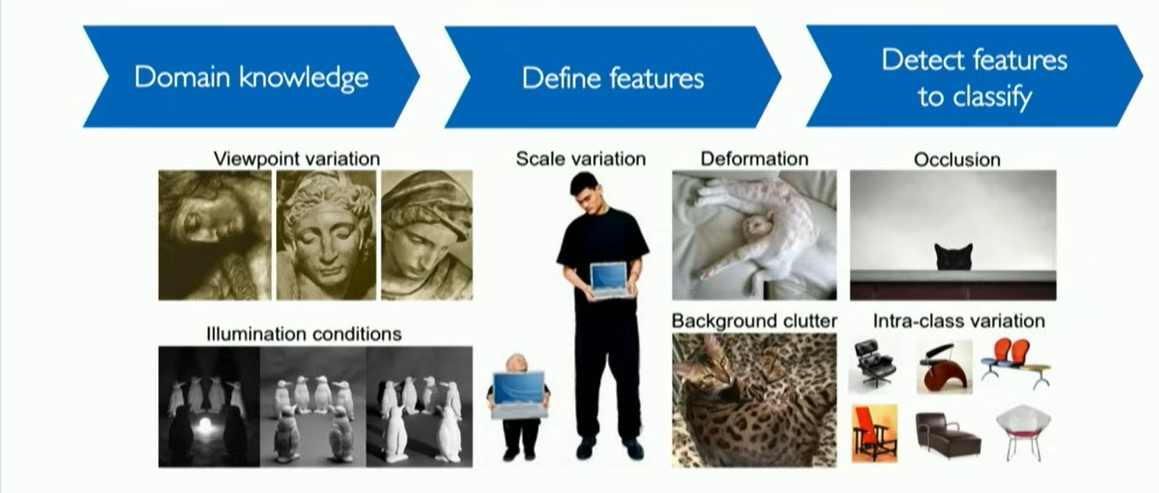 Domain knowledge
Define features
Detect features
to classify
Viewpoint variation
Scale variation
Deformation
Occlusion
Illumination conditions
Background clutter
Intra-class variation